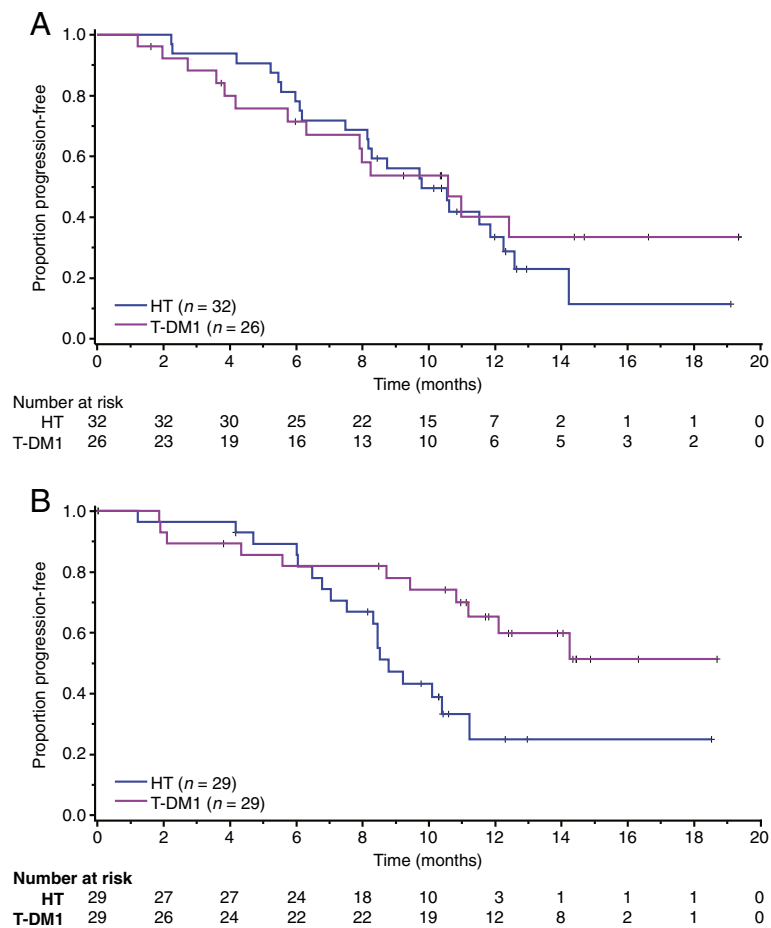 A
Proportion progression-free
1.0
0.8
0.6
0.4
0.2
0.0
HT (n = 32)
T-DM1 (n = 26)
0 2 4 6 8 10 12 14 16 18 20
Time (months)
Number at risk
HT 32 32 30 25 22 15 7 2 1 1 0
T-DM1 26 23 19 16 13 10 6 5 3 2 0
B
Proportion progression-free
1.0
0.8
0.6
0.4
0.2
0.0
HT (n = 29)
T-DM1 (n = 29)
0 2 4 6 8 10 12 14 16 18 20
Time (months)
Number at risk
HT 29 27 27 24 18 10 3 1 1 1 0
T-DM1 29 26 24 22 22 19 12 8 2 1 0